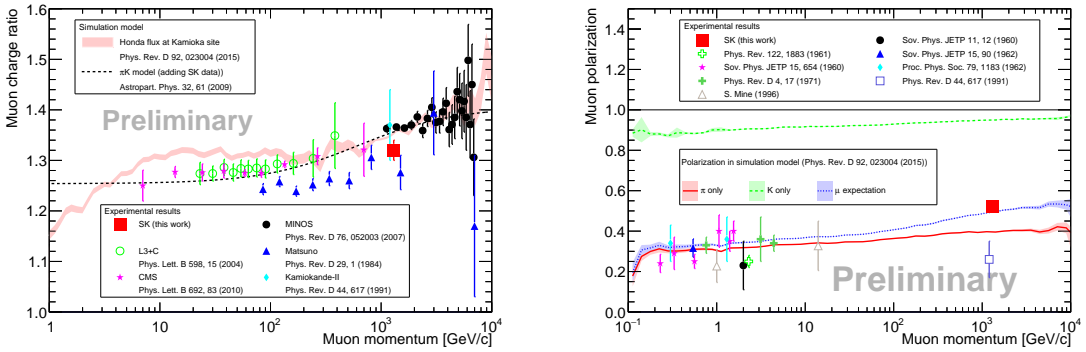 Muon charge ratio
1.6
1.5
1.4
1.3
1.2
1.1
1.0
Simulation model
Honda flux at Kamioka site
Phys. Rev. D 92, 023004 (2015)
πK model (adding SK data))
Astropart. Phys. 32, 61 (2009)
Preliminary
Experimental results
SK (this work)
L3+C
Phys. Lett. B 598, 15 (2004)
CMS
Phys. Lett. B 692, 83 (2010)
MINOS
Phys. Rev. D 76, 052003 (2007)
Matsuno
Phys. Rev. D 29, 1 (1984)
Kamiokande-II
Phys. Rev. D 44, 617 (1991)
1 10 10² 10³ 10⁴
Muon momentum [GeV/c]
Muon polarization
1.4
1.2
1.0
0.8
0.6
0.4
0.2
0.0
Experimental results
SK (this work)
Phys. Rev. 122, 1883 (1961)
Sov. Phys. JETP 15, 654 (1960)
Phys. Rev. D 4, 17 (1971)
S. Mine (1996)
Sov. Phys. JETP 11, 12 (1960)
Sov. Phys. JETP 15, 90 (1962)
Proc. Phys. Soc. 79, 1183 (1962)
Phys. Rev. D 44, 617 (1991)
Polarization in simulation model (Phys. Rev. D 92, 023004 (2015))
π only K only μ expectation
Preliminary
10⁻¹ 1 10 10² 10³ 10⁴
Muon momentum [GeV/c]